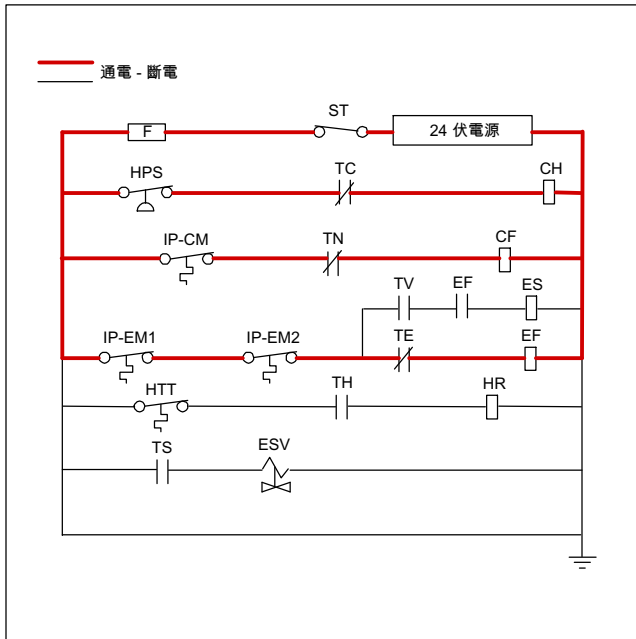 通電 - 斷電
ST
F
24 伏電源
HPS
TC
CH
IP-CM
TN
CF
TV
EF
ES
IP-EM1
IP-EM2
TE
EF
HTT
TH
HR
TS
ESV